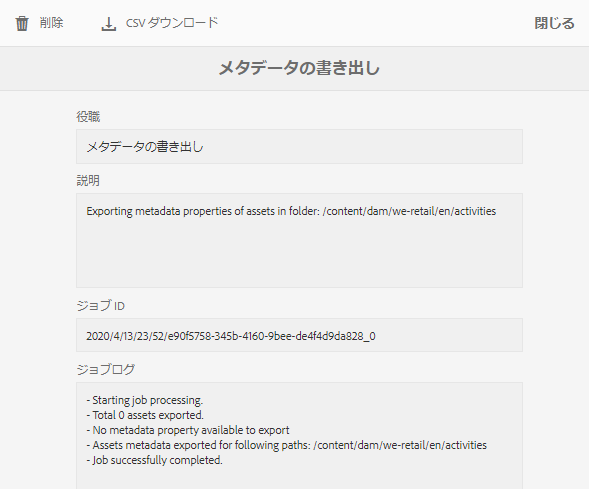 削除 CSV ダウンロード 閉じる
メタデータの書き出し
役職
メタデータの書き出し
説明
Exporting metadata properties of assets in folder: /content/dam/we-retail/en/activities
ジョブ ID
2020/4/13/23/52/e90f5758-345b-4160-9bee-de4f4d9da828_0
ジョブログ
- Starting job processing.
- Total 0 assets exported.
- No metadata property available to export
- Assets metadata exported for following paths: /content/dam/we-retail/en/activities
- Job successfully completed.